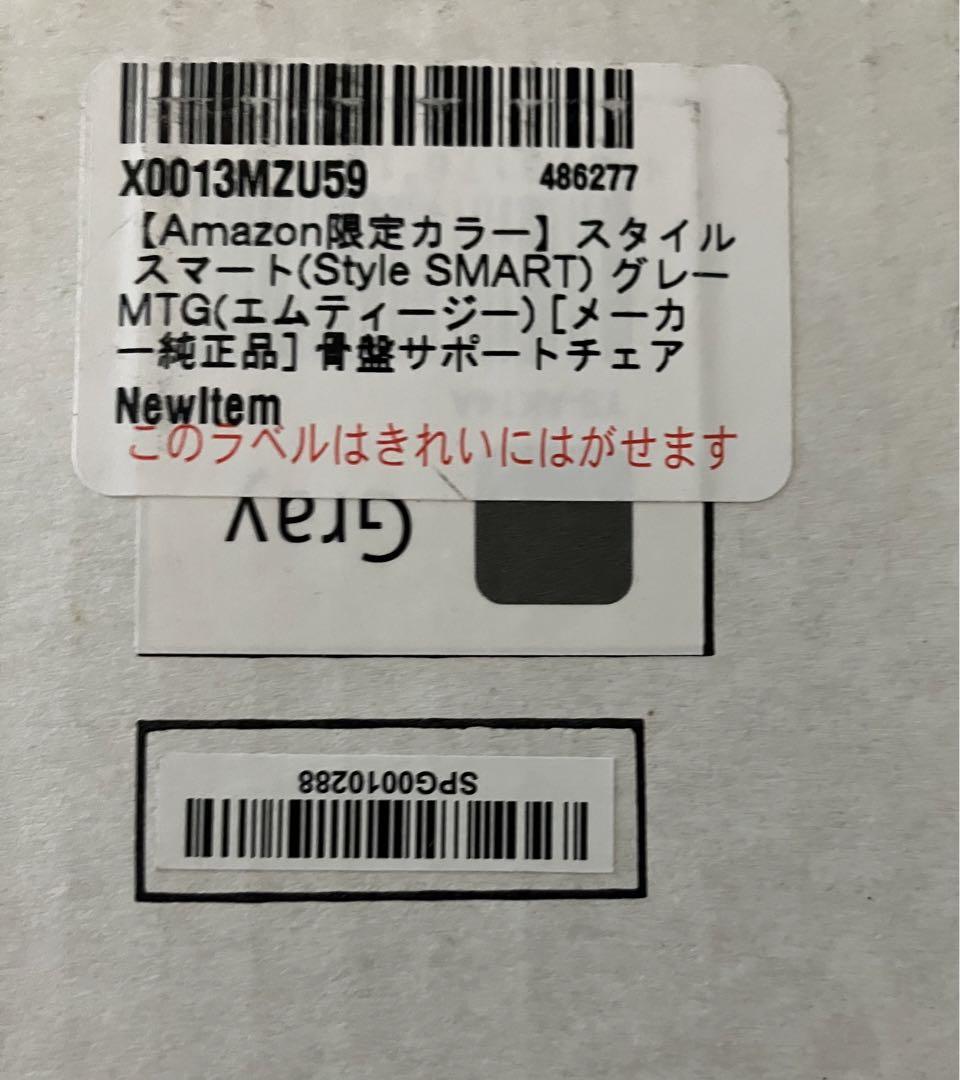 X0013MZU59 486277
【Amazon限定カラー】スタイル
スマート(Style SMART) グレー
MTG(エムティージー) [メーカ
ー純正品] 骨盤サポートチェア
NewItem
このラベルはきれいにはがせます
Gray
SPG0010288